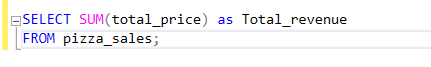 SELECT SUM(total_price) as Total_revenue
FROM pizza_sales;